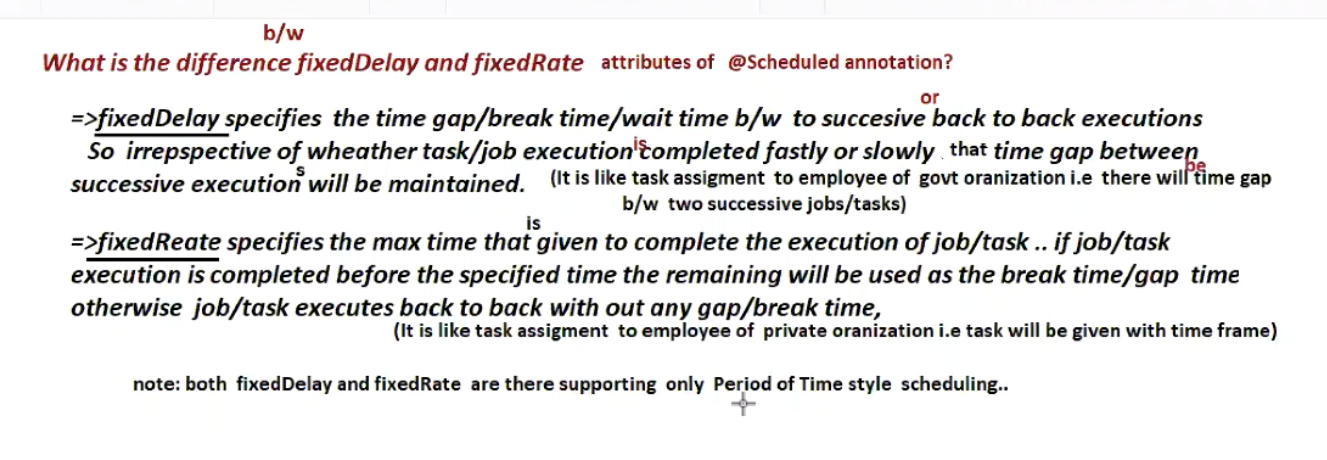 b/w
What is the difference fixedDelay and fixedRate attributes of @Scheduled annotation?
or
=>fixedDelay specifies the time gap/break time/wait time b/w to succesive back to back executions
is
So irrepspective of wheather task/job execution completed fastly or slowly . that time gap between
s be
successive execution will be maintained. (It is like task assigment to employee of govt oranization i.e there will time gap
b/w two successive jobs/tasks)
is
=>fixedReate specifies the max time that given to complete the execution of job/task .. if job/task
execution is completed before the specified time the remaining will be used as the break time/gap time
otherwise job/task executes back to back with out any gap/break time,
(It is like task assigment to employee of private oranization i.e task will be given with time frame)
note: both fixedDelay and fixedRate are there supporting only Period of Time style scheduling..